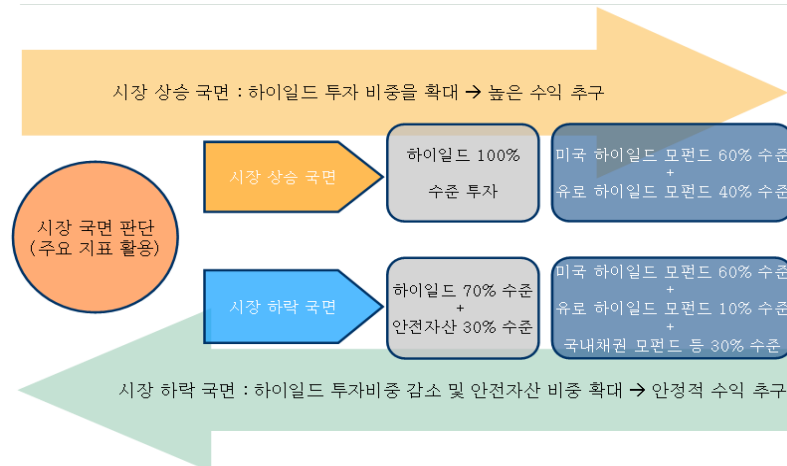 시장 상승 국면 : 하이일드 투자 비중을 확대 → 높은 수익 추구
시장 국면 판단
(주요 지표 활용)
시장 상승 국면
하이일드 100%
수준 투자
미국 하이일드 모펀드 60% 수준
+
유로 하이일드 모펀드 40% 수준
시장 하락 국면
하이일드 70% 수준
+
안전자산 30% 수준
미국 하이일드 모펀드 60% 수준
+
유로 하이일드 모펀드 10% 수준
+
국내채권 모펀드 등 30% 수준
시장 하락 국면 : 하이일드 투자비중 감소 및 안전자산 비중 확대 → 안정적 수익 추구